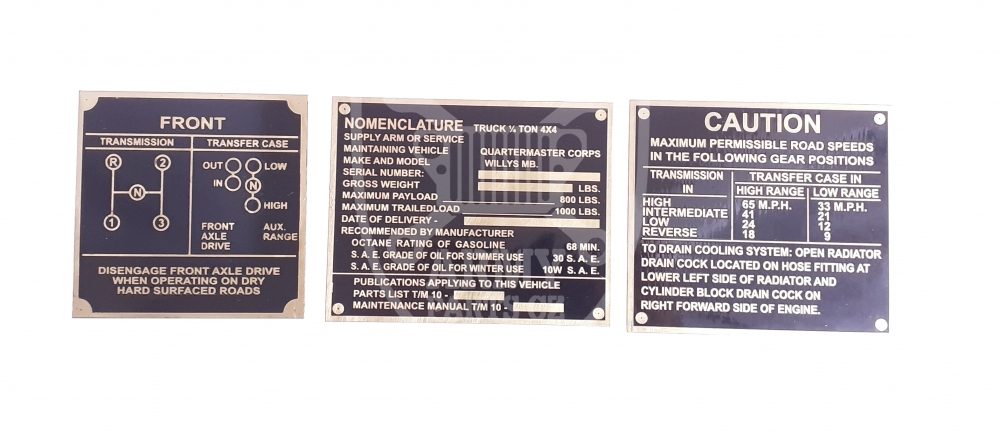 FRONT
TRANSMISSION TRANSFER CASE
R 2 OUT LOW
N IN N
HIGH
1 3 FRONT AXLE DRIVE AUX. RANGE
DISENGAGE FRONT AXLE DRIVE
WHEN OPERATING ON DRY
HARD SURFACED ROADS
NOMENCLATURE TRUCK ¼ TON 4X4
SUPPLY ARM OR SERVICE
MAINTAINING VEHICLE QUARTERMASTER CORPS
MAKE AND MODEL WILLYS MB.
SERIAL NUMBER:
GROSS WEIGHT LBS.
MAXIMUM PAYLOAD 800 LBS.
MAXIMUM TRAILEDLOAD 1000 LBS.
DATE OF DELIVERY -
RECOMMENDED BY MANUFACTURER
OCTANE RATING OF GASOLINE 68 MIN.
S. A. E. GRADE OF OIL FOR SUMMER USE 30 S. A. E.
S. A. E. GRADE OF OIL FOR WINTER USE 10W S. A. E.
PUBLICATIONS APPLYING TO THIS VEHICLE
PARTS LIST T/M 10 -
MAINTENANCE MANUAL T/M 10 -
CAUTION
MAXIMUM PERMISSIBLE ROAD SPEEDS
IN THE FOLLOWING GEAR POSITIONS
TRANSMISSION IN TRANSFER CASE IN
HIGH RANGE LOW RANGE
HIGH 65 M.P.H. 33 M.P.H.
INTERMEDIATE 41 21
LOW 24 12
REVERSE 18 9
TO DRAIN COOLING SYSTEM: OPEN RADIATOR
DRAIN COCK LOCATED ON HOSE FITTING AT
LOWER LEFT SIDE OF RADIATOR AND
CYLINDER BLOCK DRAIN COCK ON
RIGHT FORWARD SIDE OF ENGINE.